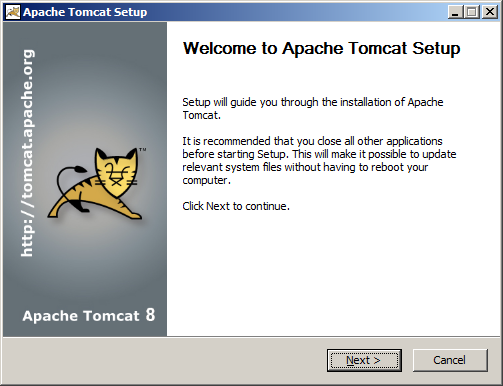 Apache Tomcat Setup
http://tomcat.apache.org
™
Apache Tomcat 8
Welcome to Apache Tomcat Setup
Setup will guide you through the installation of Apache
Tomcat.
It is recommended that you close all other applications
before starting Setup. This will make it possible to update
relevant system files without having to reboot your
computer.
Click Next to continue.
Next >
Cancel